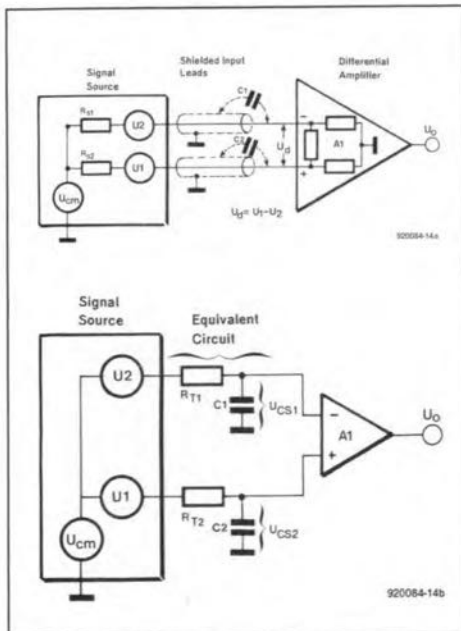 Signal
Source
Shielded Input
Leads
Differential
Amplifier
Rs1
U2
C1
Rs2
U1
C2
Ucm
Ud
Ud= U1-U2
-
+
A1
Uo
920084-14a
Signal
Source
Equivalent
Circuit
U2
RT1
C1
UCS1
U1
RT2
C2
UCS2
Ucm
-
+
A1
Uo
920084-14b